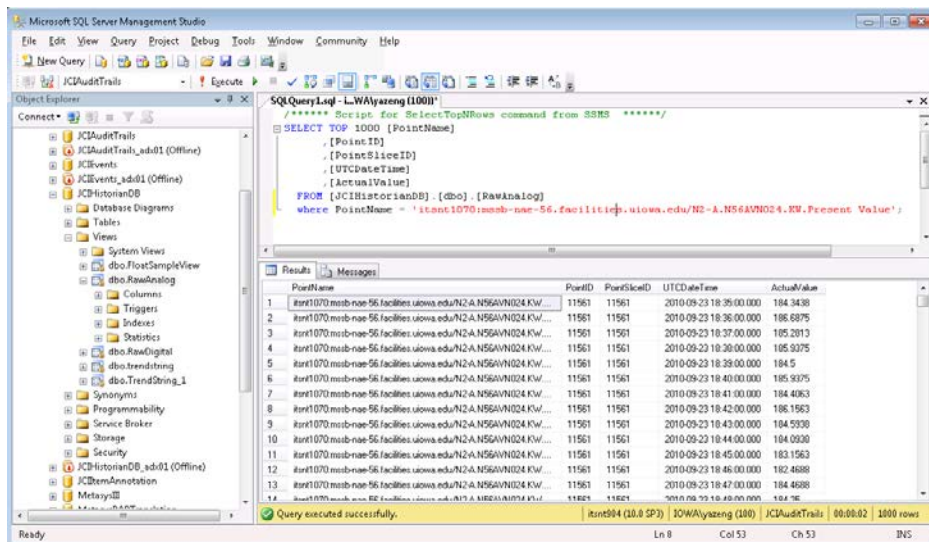 Microsoft SQL Server Management Studio
File Edit View Query Project Debug Tools Window Community Help
New Query
JCIAuditTrails
Execute
Object Explorer
Connect
JCIAuditTrails
JCIAuditTrails_adx01 (Offline)
JCIEvents
JCIEvents_adx01 (Offline)
JCIHistorianDB
Database Diagrams
Tables
Views
System Views
dbo.FloatSampleView
dbo.RawAnalog
Columns
Triggers
Indexes
Statistics
dbo.RawDigital
dbo.trendstring
dbo.TrendString_1
Synonyms
Programmability
Service Broker
Storage
Security
JCIHistorianDB_adx01 (Offline)
JCIItemAnnotation
MetasysIII
SQLQuery1.sql - i...WA\yazeng (100))*
/****** Script for SelectTopNRows command from SSMS ******/
SELECT TOP 1000 [PointName]
,[PointID]
,[PointSliceID]
,[UTCDateTime]
,[ActualValue]
FROM [JCIHistorianDB].[dbo].[RawAnalog]
where PointName = 'itsnt1070:mssb-nae-56.facilities.uiowa.edu/N2-A.N56AVN024.KW.Present Value';
Results Messages
PointName PointID PointSliceID UTCDateTime ActualValue
1 itsnt1070:mssb-nae-56.facilities.uiowa.edu/N2-A.N56AVN024.KW.... 11561 11561 2010-09-23 18:35:00.000 184.3438
2 itsnt1070:mssb-nae-56.facilities.uiowa.edu/N2-A.N56AVN024.KW.... 11561 11561 2010-09-23 18:36:00.000 186.6875
3 itsnt1070:mssb-nae-56.facilities.uiowa.edu/N2-A.N56AVN024.KW.... 11561 11561 2010-09-23 18:37:00.000 185.2813
4 itsnt1070:mssb-nae-56.facilities.uiowa.edu/N2-A.N56AVN024.KW.... 11561 11561 2010-09-23 18:38:00.000 185.9375
5 itsnt1070:mssb-nae-56.facilities.uiowa.edu/N2-A.N56AVN024.KW.... 11561 11561 2010-09-23 18:39:00.000 184.5
6 itsnt1070:mssb-nae-56.facilities.uiowa.edu/N2-A.N56AVN024.KW.... 11561 11561 2010-09-23 18:40:00.000 185.9375
7 itsnt1070:mssb-nae-56.facilities.uiowa.edu/N2-A.N56AVN024.KW.... 11561 11561 2010-09-23 18:41:00.000 184.4063
8 itsnt1070:mssb-nae-56.facilities.uiowa.edu/N2-A.N56AVN024.KW.... 11561 11561 2010-09-23 18:42:00.000 186.1563
9 itsnt1070:mssb-nae-56.facilities.uiowa.edu/N2-A.N56AVN024.KW.... 11561 11561 2010-09-23 18:43:00.000 184.5938
10 itsnt1070:mssb-nae-56.facilities.uiowa.edu/N2-A.N56AVN024.KW.... 11561 11561 2010-09-23 18:44:00.000 184.0938
11 itsnt1070:mssb-nae-56.facilities.uiowa.edu/N2-A.N56AVN024.KW.... 11561 11561 2010-09-23 18:45:00.000 183.1563
12 itsnt1070:mssb-nae-56.facilities.uiowa.edu/N2-A.N56AVN024.KW.... 11561 11561 2010-09-23 18:46:00.000 182.4688
13 itsnt1070:mssb-nae-56.facilities.uiowa.edu/N2-A.N56AVN024.KW.... 11561 11561 2010-09-23 18:47:00.000 184.4688
Query executed successfully.
itsnt904 (10.0 SP3) IOWA\yazeng (100) JCIAuditTrails 00:00:02 1000 rows
Ready Ln 8 Col 53 Ch 53 INS